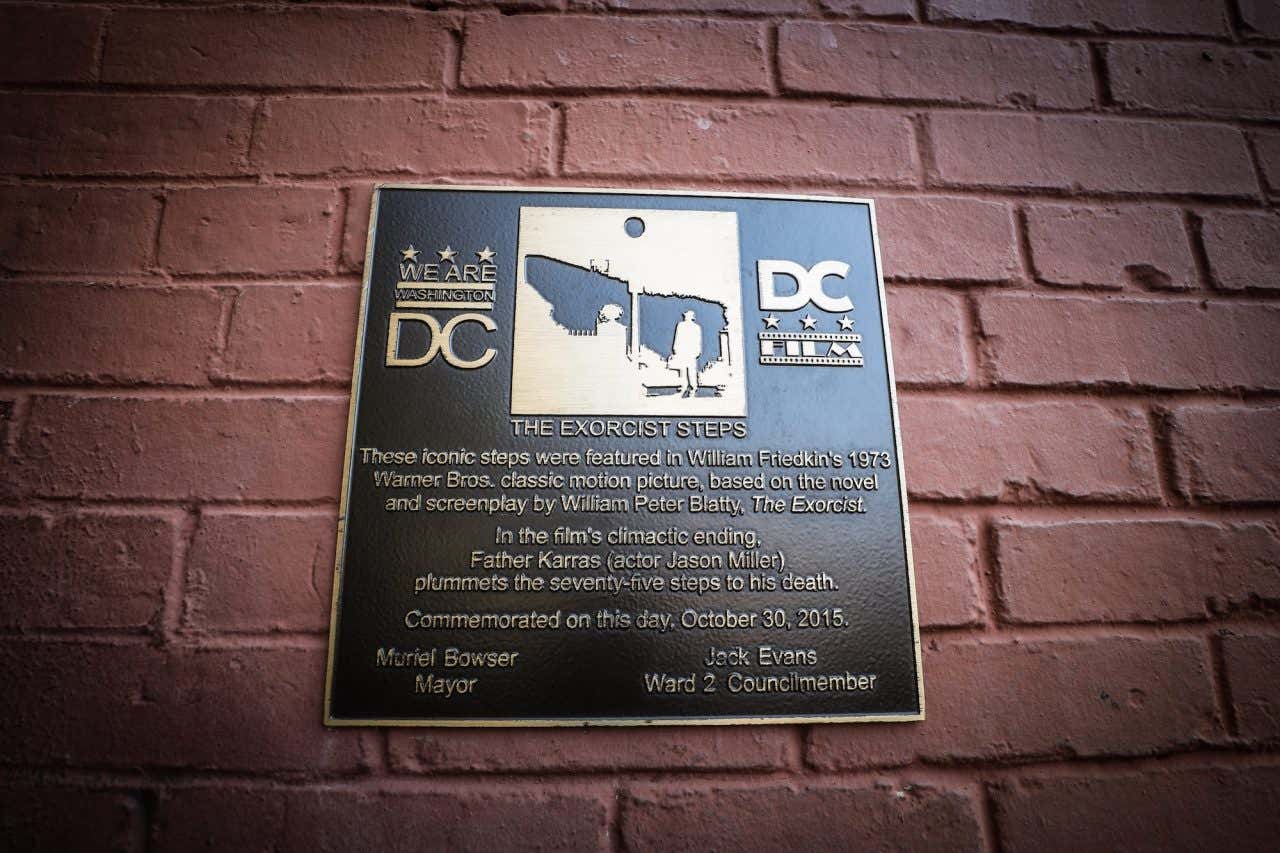 WE ARE
WASHINGTON
DC
DC
FILM
THE EXORCIST STEPS
These iconic steps were featured in William Friedkin's 1973
Warner Bros. classic motion picture, based on the novel
and screenplay by William Peter Blatty, The Exorcist.
In the film's climactic ending,
Father Karras (actor Jason Miller)
plummets the seventy-five steps to his death.
Commemorated on this day, October 30, 2015.
Muriel Bowser
Mayor
Jack Evans
Ward 2 Councilmember